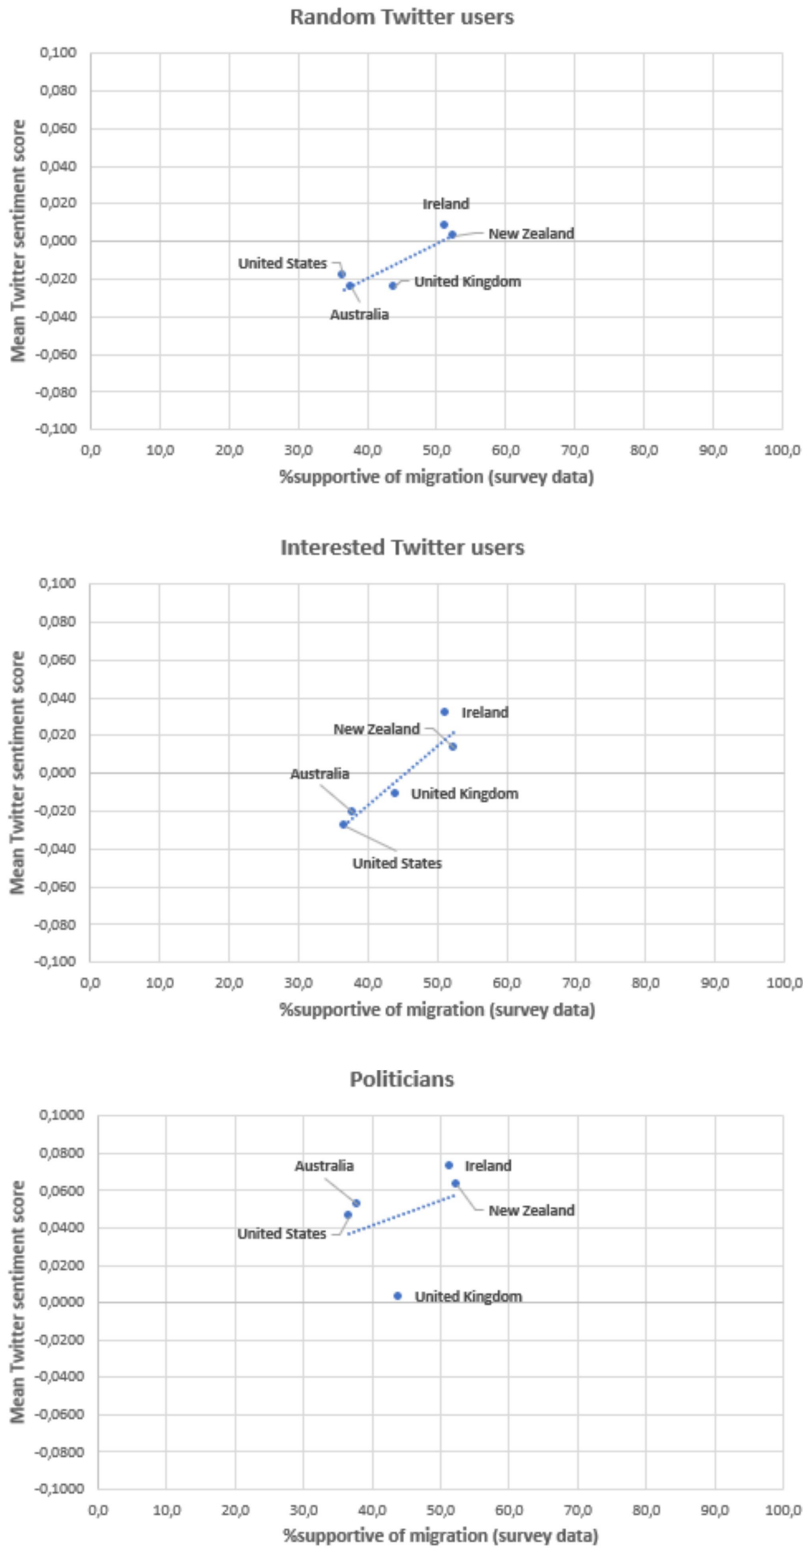 Random Twitter users
Mean Twitter sentiment score
0,100
0,080
0,060
0,040
0,020
0,000
-0,020
-0,040
-0,060
-0,080
-0,100
Ireland
New Zealand
United States
United Kingdom
Australia
0,0 10,0 20,0 30,0 40,0 50,0 60,0 70,0 80,0 90,0 100,0
%supportive of migration (survey data)
Interested Twitter users
Mean Twitter sentiment score
0,100
0,080
0,060
0,040
0,020
0,000
-0,020
-0,040
-0,060
-0,080
-0,100
Ireland
New Zealand
Australia
United Kingdom
United States
0,0 10,0 20,0 30,0 40,0 50,0 60,0 70,0 80,0 90,0 100,0
%supportive of migration (survey data)
Politicians
Mean Twitter sentiment score
0,1000
0,0800
0,0600
0,0400
0,0200
0,0000
-0,0200
-0,0400
-0,0600
-0,0800
-0,1000
Australia
Ireland
New Zealand
United States
United Kingdom
0,0 10,0 20,0 30,0 40,0 50,0 60,0 70,0 80,0 90,0 100,0
%supportive of migration (survey data)